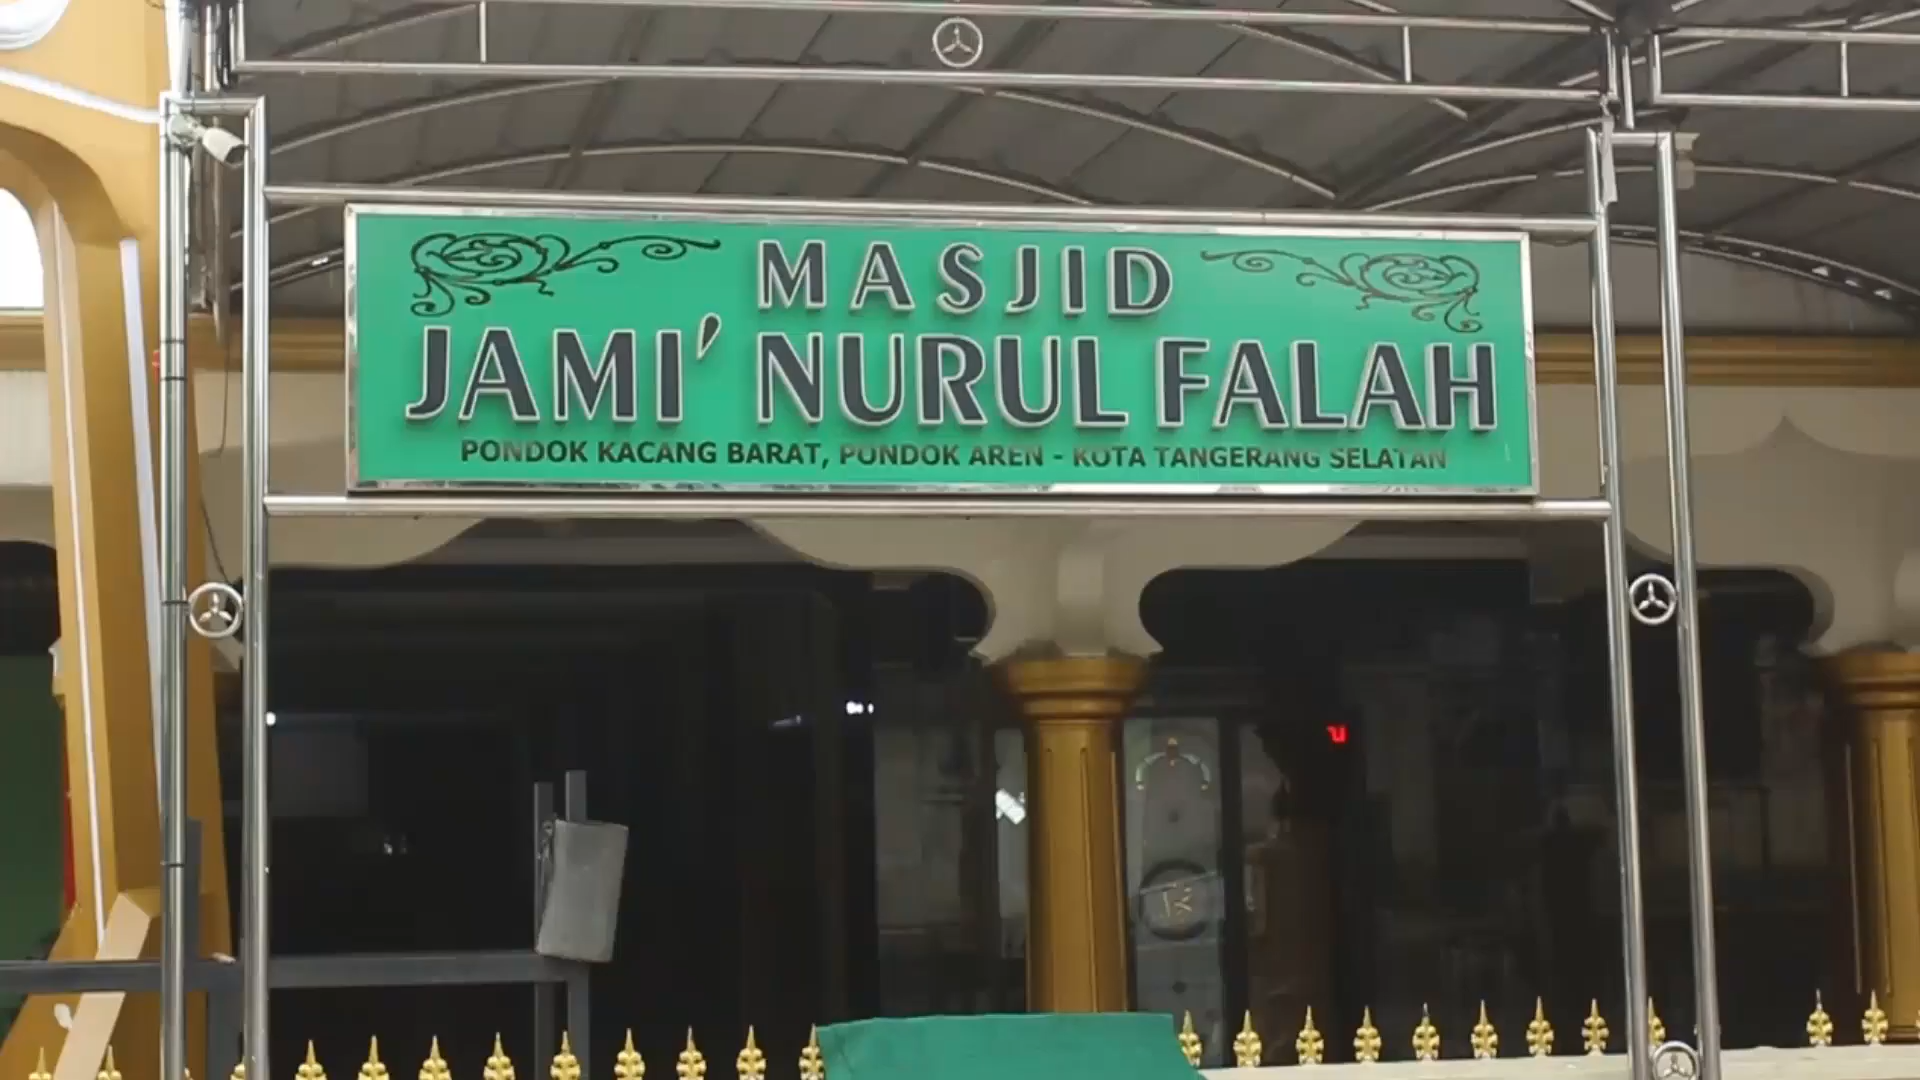 MASJID
JAMI' NURUL FALAH
PONDOK KACANG BARAT, PONDOK AREN - KOTA TANGERANG SELATAN